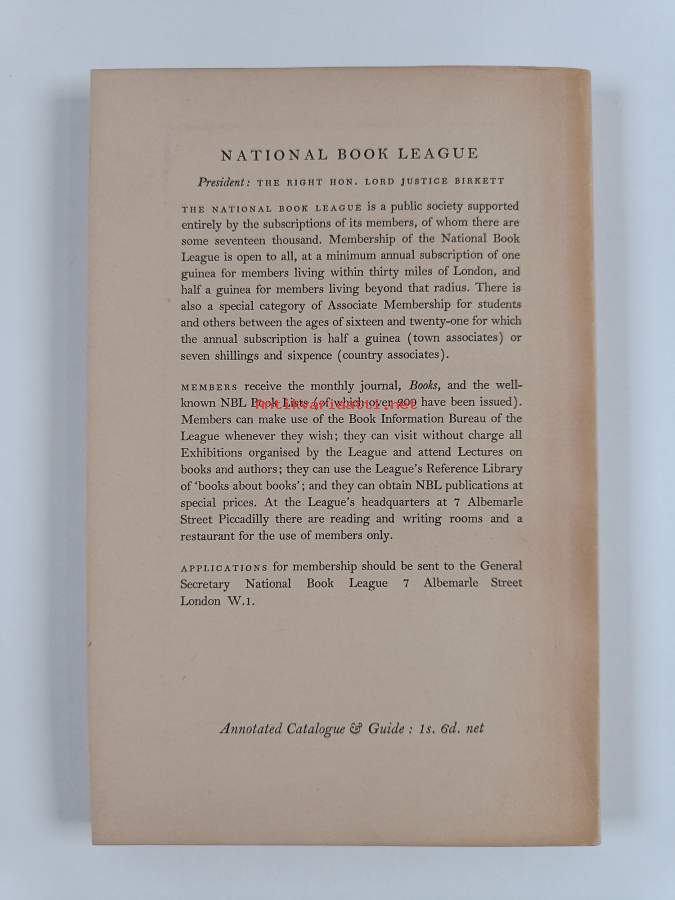 NATIONAL BOOK LEAGUE
President: THE RIGHT HON. LORD JUSTICE BIRKETT
THE NATIONAL BOOK LEAGUE is a public society supported
entirely by the subscriptions of its members, of whom there are
some seventeen thousand. Membership of the National Book
League is open to all, at a minimum annual subscription of one
guinea for members living within thirty miles of London, and
half a guinea for members living beyond that radius. There is
also a special category of Associate Membership for students
and others between the ages of sixteen and twenty-one for which
the annual subscription is half a guinea (town associates) or
seven shillings and sixpence (country associates).
MEMBERS receive the monthly journal, Books, and the well-
known NBL Book Lists (of which over 200 have been issued).
Antikvariaatti.net
Members can make use of the Book Information Bureau of the
League whenever they wish; they can visit without charge all
Exhibitions organised by the League and attend Lectures on
books and authors; they can use the League's Reference Library
of 'books about books'; and they can obtain NBL publications at
special prices. At the League's headquarters at 7 Albemarle
Street Piccadilly there are reading and writing rooms and a
restaurant for the use of members only.
APPLICATIONS for membership should be sent to the General
Secretary National Book League 7 Albemarle Street
London W.1.
Annotated Catalogue & Guide : 1s. 6d. net